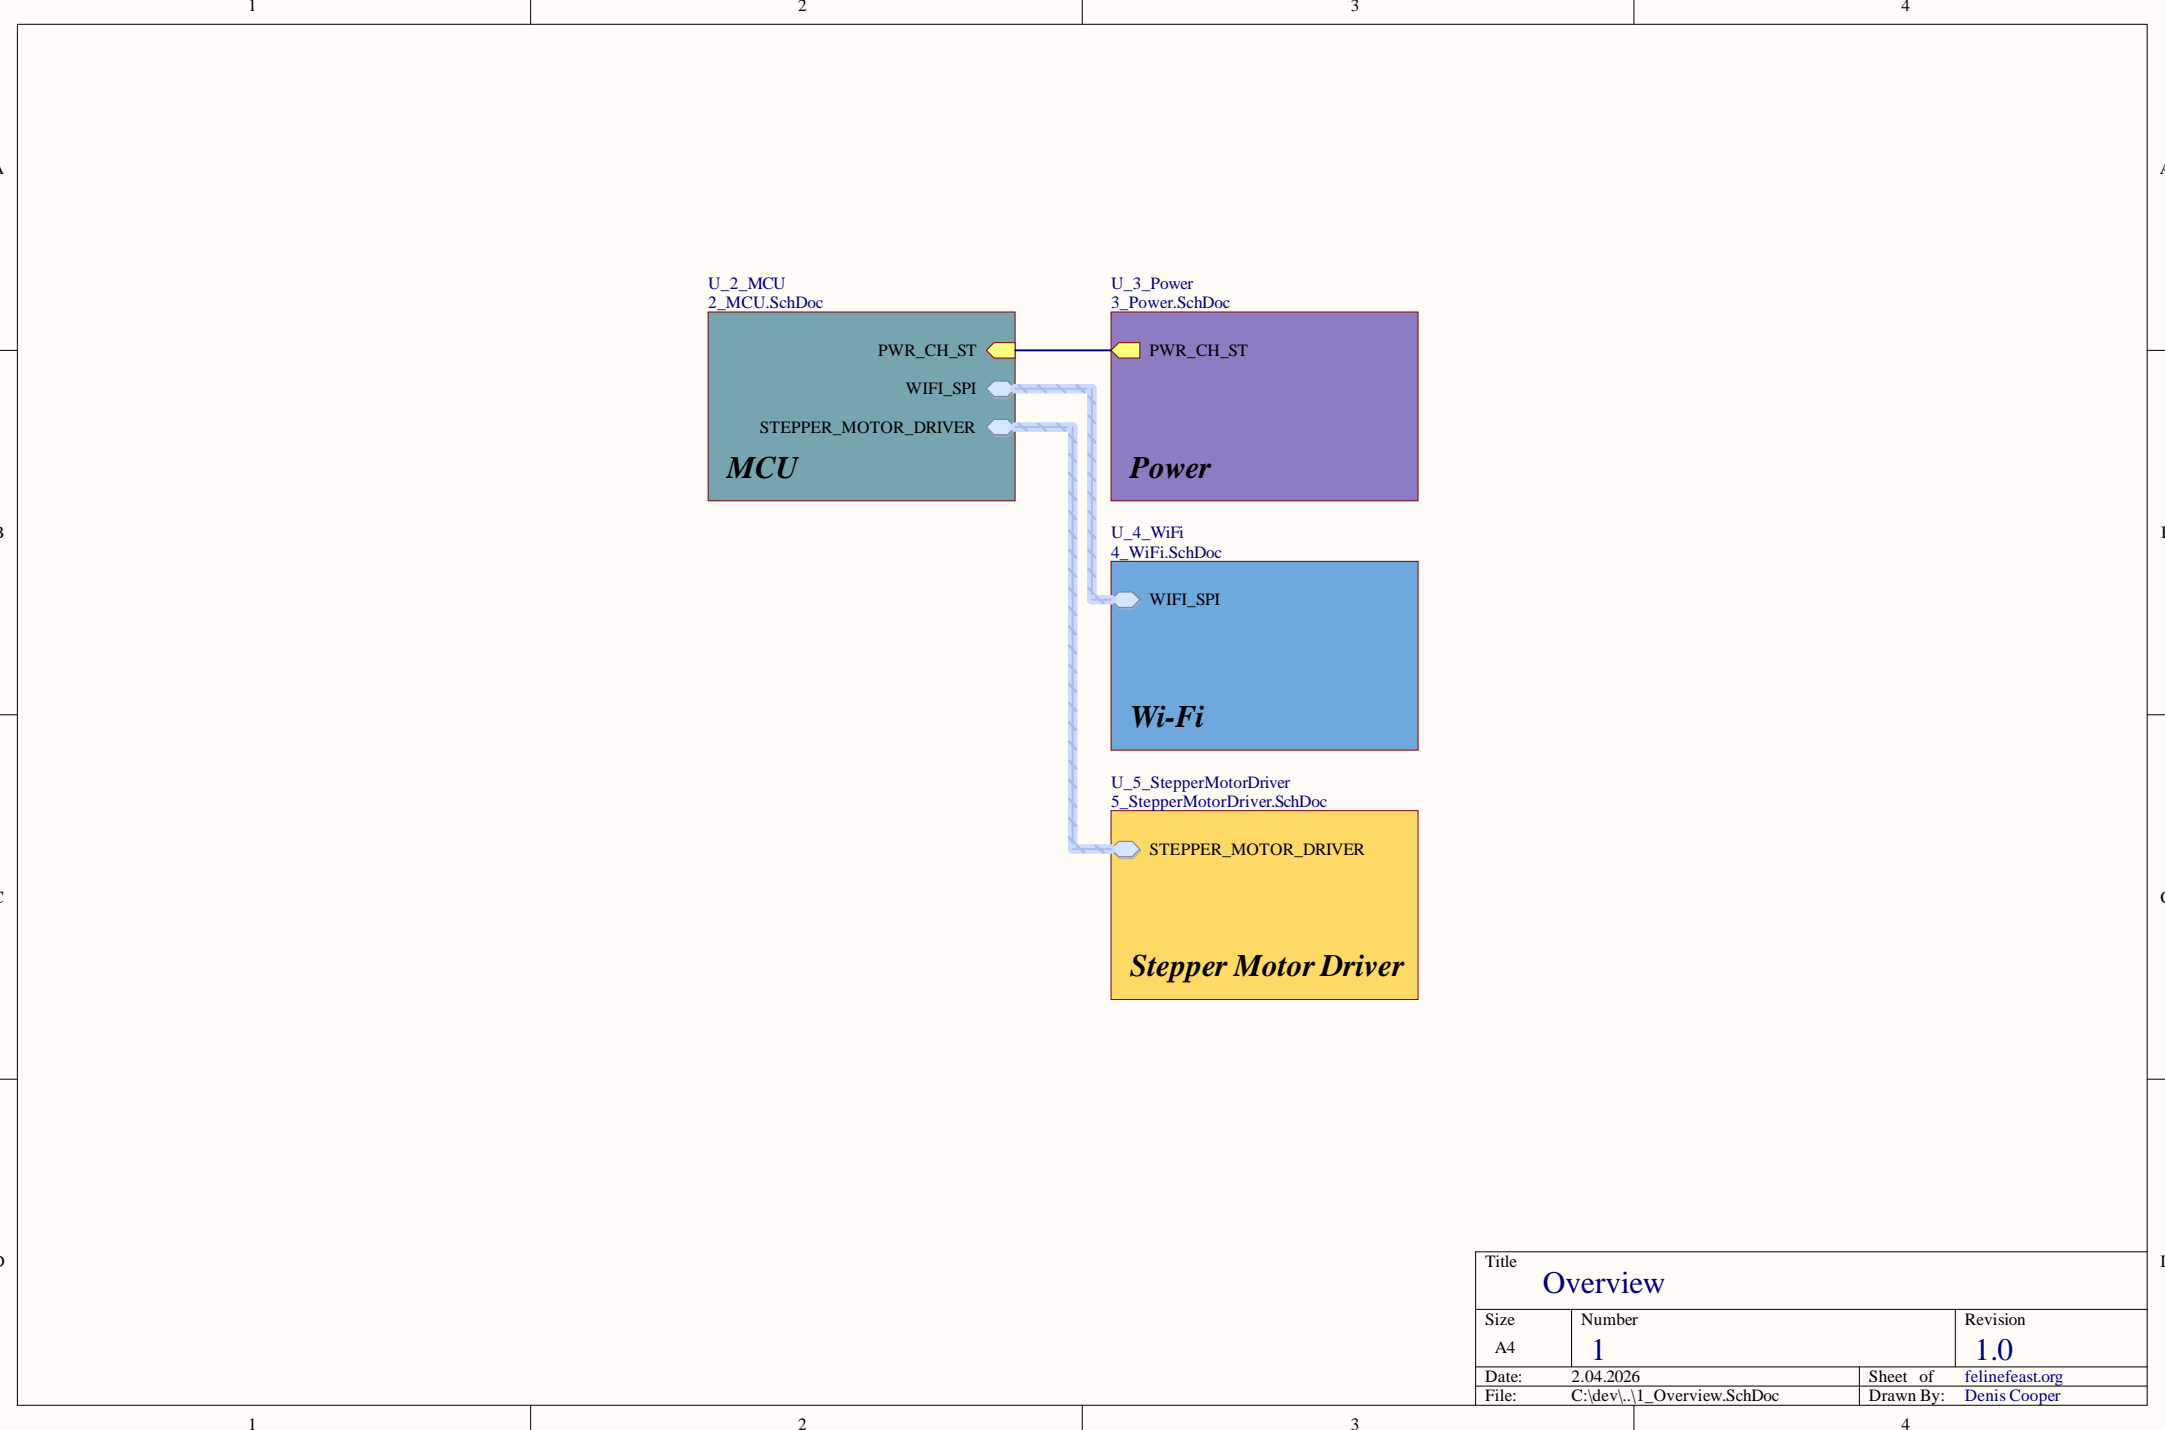 1 2 3 4
A A
U_2_MCU
2_MCU.SchDoc
PWR_CH_ST
WIFI_SPI
STEPPER_MOTOR_DRIVER
MCU
U_3_Power
3_Power.SchDoc
PWR_CH_ST
Power
B
U_4_WiFi
4_WiFi.SchDoc
WIFI_SPI
Wi-Fi
U_5_StepperMotorDriver
5_StepperMotorDriver.SchDoc
STEPPER_MOTOR_DRIVER
Stepper Motor Driver
C C
D
Title
Overview
Size Number Revision
A4 1 1.0
Date: 2.04.2026 Sheet of felinefeast.org
File: C:\dev\..\1_Overview.SchDoc Drawn By: Denis Cooper
1 2 3 4